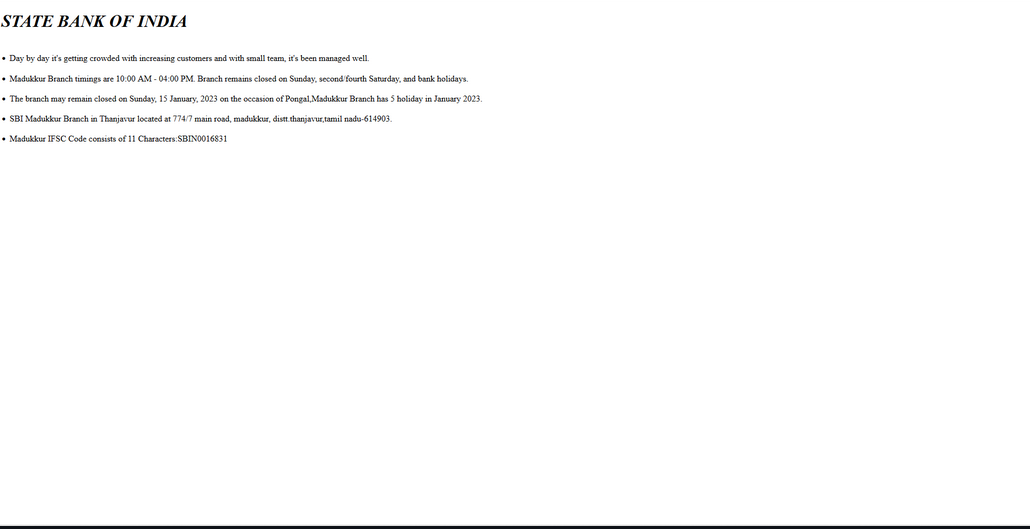 STATE BANK OF INDIA
• Day by day it's getting crowded with increasing customers and with small team, it's been managed well.
• Madukkur Branch timings are 10:00 AM - 04:00 PM. Branch remains closed on Sunday, second/fourth Saturday, and bank holidays.
• The branch may remain closed on Sunday, 15 January, 2023 on the occasion of Pongal,Madukkur Branch has 5 holiday in January 2023.
• SBI Madukkur Branch in Thanjavur located at 774/7 main road, madukkur, distt.thanjavur,tamil nadu-614903.
• Madukkur IFSC Code consists of 11 Characters:SBIN0016831